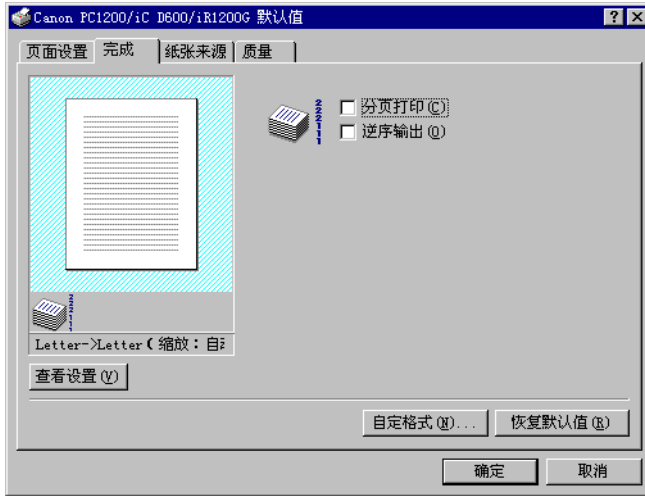 Canon PC1200/iC D600/iR1200G 默认值
页面设置 完成 纸张来源 质量
分页打印(C)
逆序输出(O)
222111
222111
Letter->Letter(缩放:自
查看设置(V)
自定格式(N)... 恢复默认值(R)
确定 取消